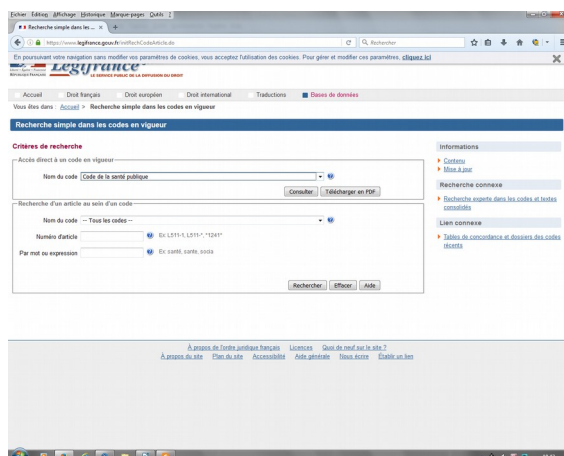 Fichier Édition Affichage Historique Marque-pages Outils ?
Recherche simple dans les ... × +
https://www.legifrance.gouv.fr/initRechCodeArticle.do
Rechercher
En poursuivant votre navigation sans modifier vos paramètres de cookies, vous acceptez l'utilisation des cookies. Pour gérer et modifier ces paramètres, cliquez ici
Legifrance
RÉPUBLIQUE FRANÇAISE LE SERVICE PUBLIC DE LA DIFFUSION DU DROIT
Accueil Droit français Droit européen Droit international Traductions Bases de données
Vous êtes dans : Accueil > Recherche simple dans les codes en vigueur
Recherche simple dans les codes en vigueur
Critères de recherche
Accès direct à un code en vigueur
Nom du code Code de la santé publique
Consulter Télécharger en PDF
Recherche d'un article au sein d'un code
Nom du code -- Tous les codes --
Numéro d'article Ex: L511-1, L511-*, *1241*
Par mot ou expression Ex: santé, sante, socia
Rechercher Effacer Aide
Informations
Contenu
Mise à jour
Recherche connexe
Recherche experte dans les codes et textes
consolidés
Lien connexe
Tables de concordance et dossiers des codes
récents
À propos de l'ordre juridique français Licences Quoi de neuf sur le site ?
À propos du site Plan du site Accessibilité Aide générale Nous écrire Établir un lien